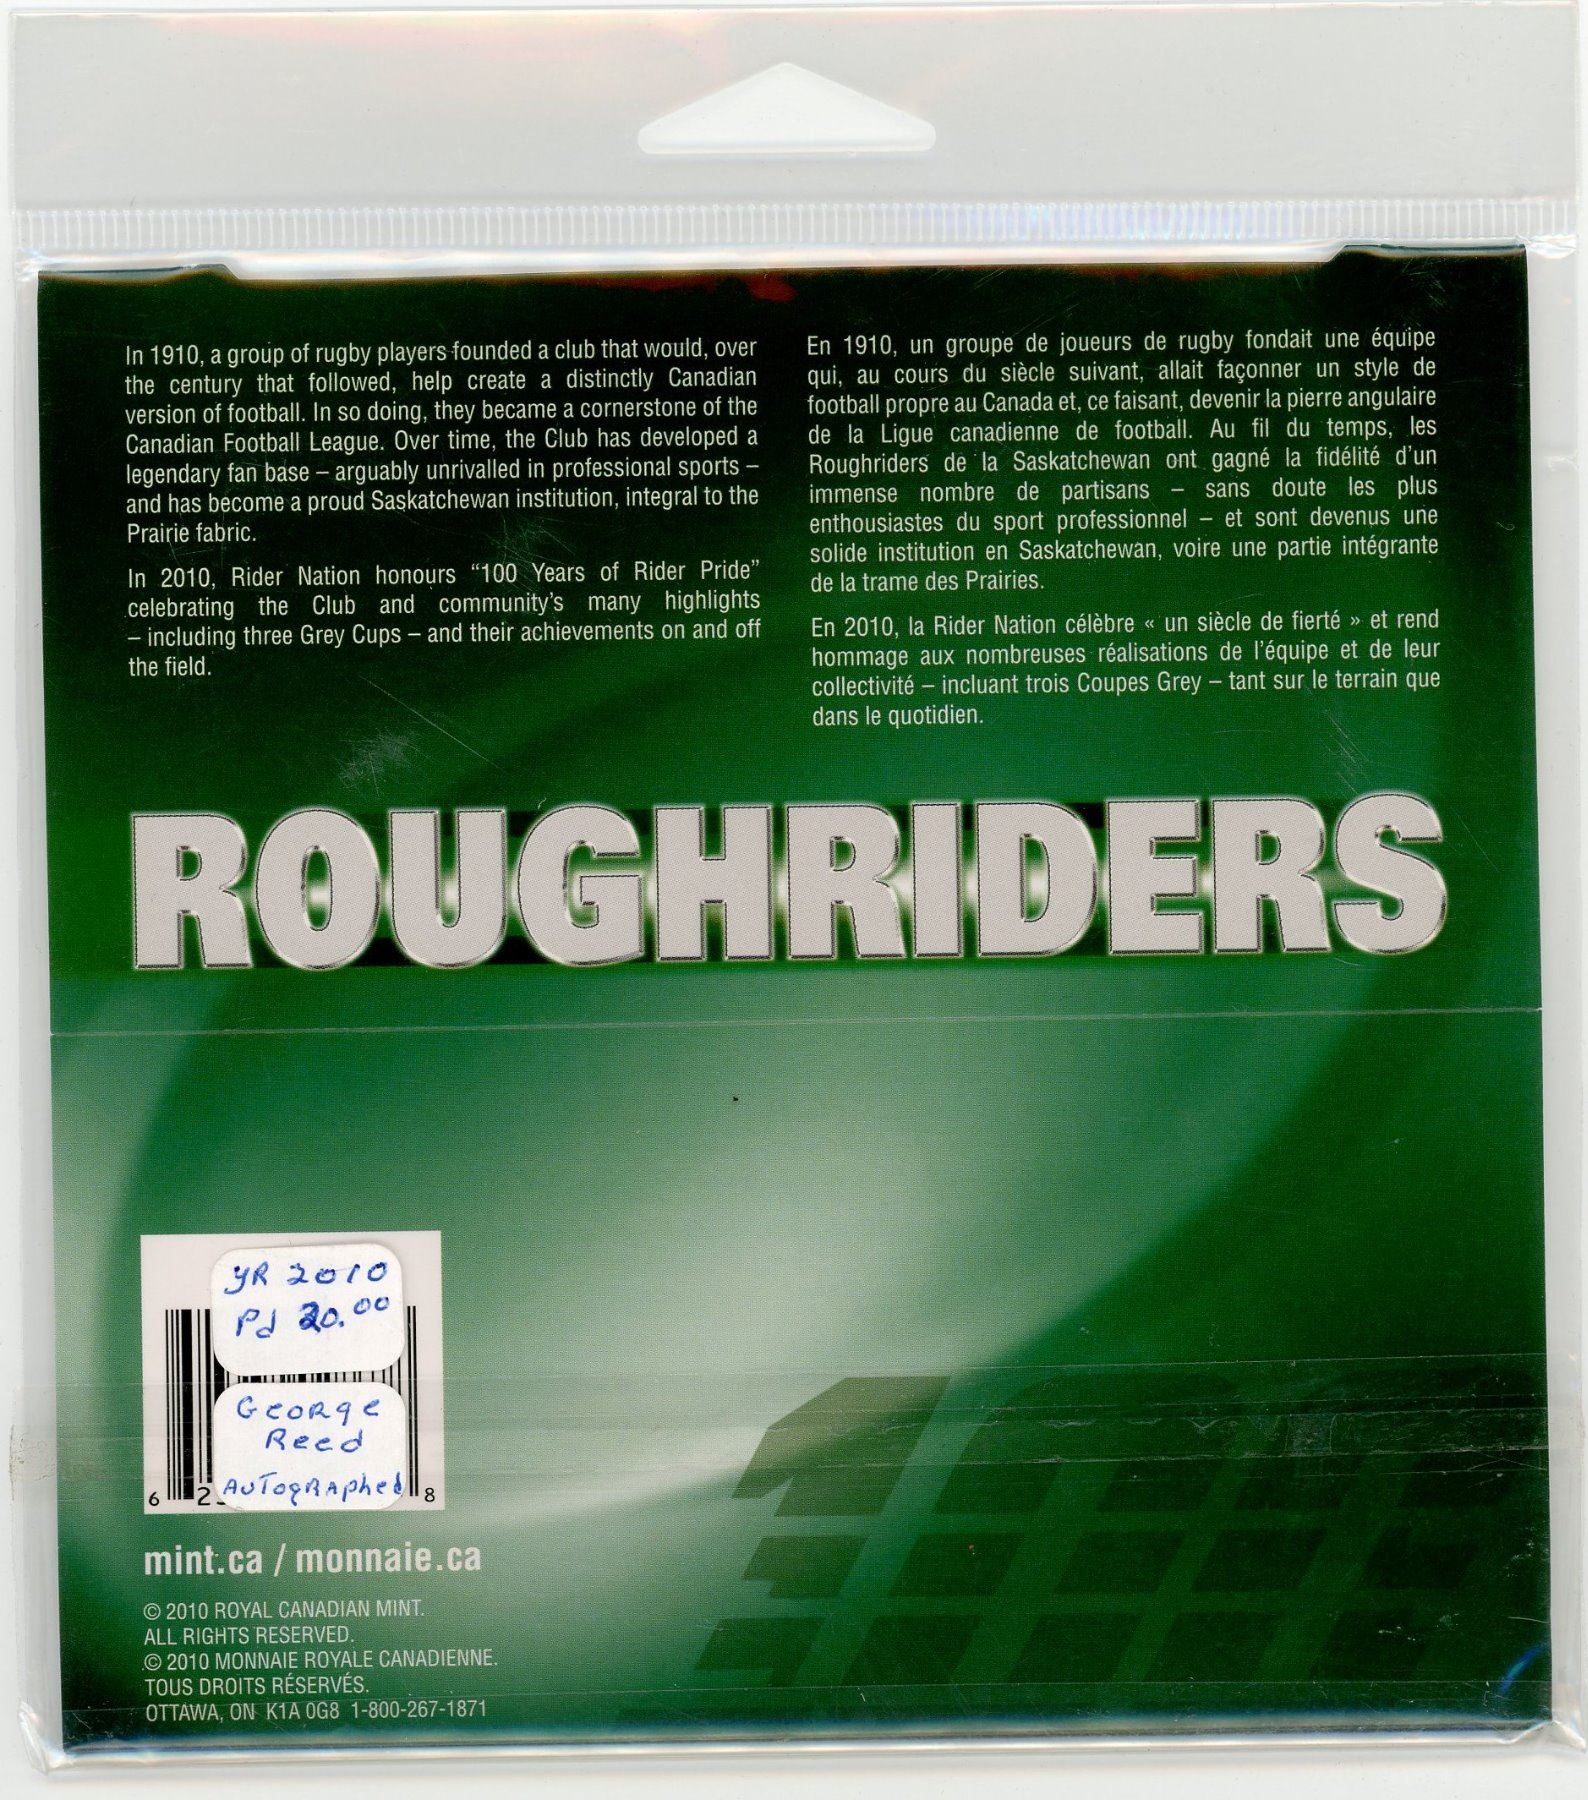 In 1910, a group of rugby players founded a club that would, over
the century that followed, help create a distinctly Canadian
version of football. In so doing, they became a cornerstone of the
Canadian Football League. Over time, the Club has developed a
legendary fan base – arguably unrivalled in professional sports –
and has become a proud Saskatchewan institution, integral to the
Prairie fabric.
In 2010, Rider Nation honours “100 Years of Rider Pride”
celebrating the Club and community's many highlights
– including three Grey Cups – and their achievements on and off
the field.
En 1910, un groupe de joueurs de rugby fondait une équipe
qui, au cours du siècle suivant, allait façonner un style de
football propre au Canada et, ce faisant, devenir la pierre angulaire
de la Ligue canadienne de football. Au fil du temps, les
Roughriders de la Saskatchewan ont gagné la fidélité d'un
immense nombre de partisans – sans doute les plus
enthousiastes du sport professionnel – et sont devenus une
solide institution en Saskatchewan, voire une partie intégrante
de la trame des Prairies.
En 2010, la Rider Nation célèbre « un siècle de fierté » et rend
hommage aux nombreuses réalisations de l'équipe et de leur
collectivité – incluant trois Coupes Grey – tant sur le terrain que
dans le quotidien.
ROUGHRIDERS
YR 2010
Pd 20.00
George
Reed
Autographed
6 2 8
mint.ca / monnaie.ca
© 2010 ROYAL CANADIAN MINT.
ALL RIGHTS RESERVED.
© 2010 MONNAIE ROYALE CANADIENNE.
TOUS DROITS RÉSERVÉS.
OTTAWA, ON K1A 0G8 1-800-267-1871
100